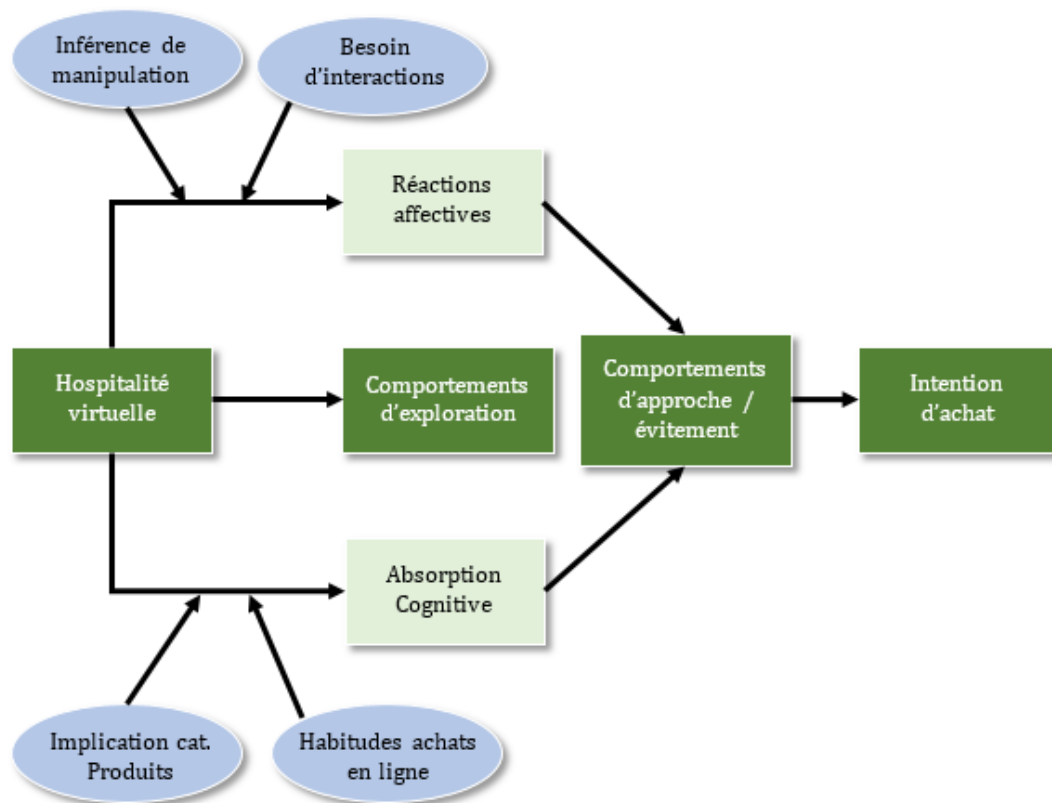 Inférence de
manipulation
Besoin
d'interactions
Réactions
affectives
Hospitalité
virtuelle
Comportements
d'exploration
Comportements
d'approche /
évitement
Intention
d'achat
Absorption
Cognitive
Implication cat.
Produits
Habitudes achats
en ligne